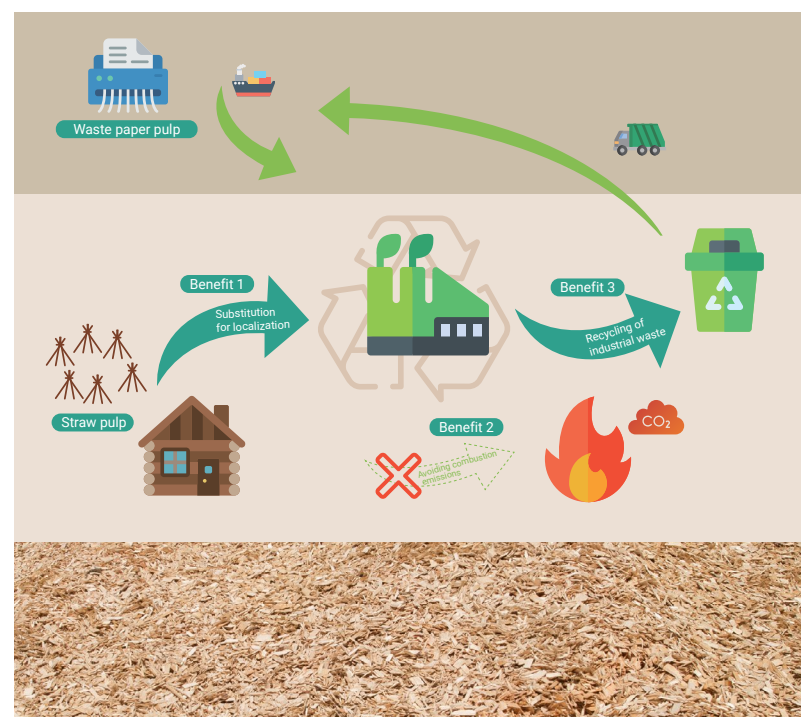 Waste paper pulp
Benefit 1
Substitution
for localization
Benefit 3
Recycling of
industrial waste
Straw pulp
Benefit 2
Avoiding combustion
emissions
CO₂